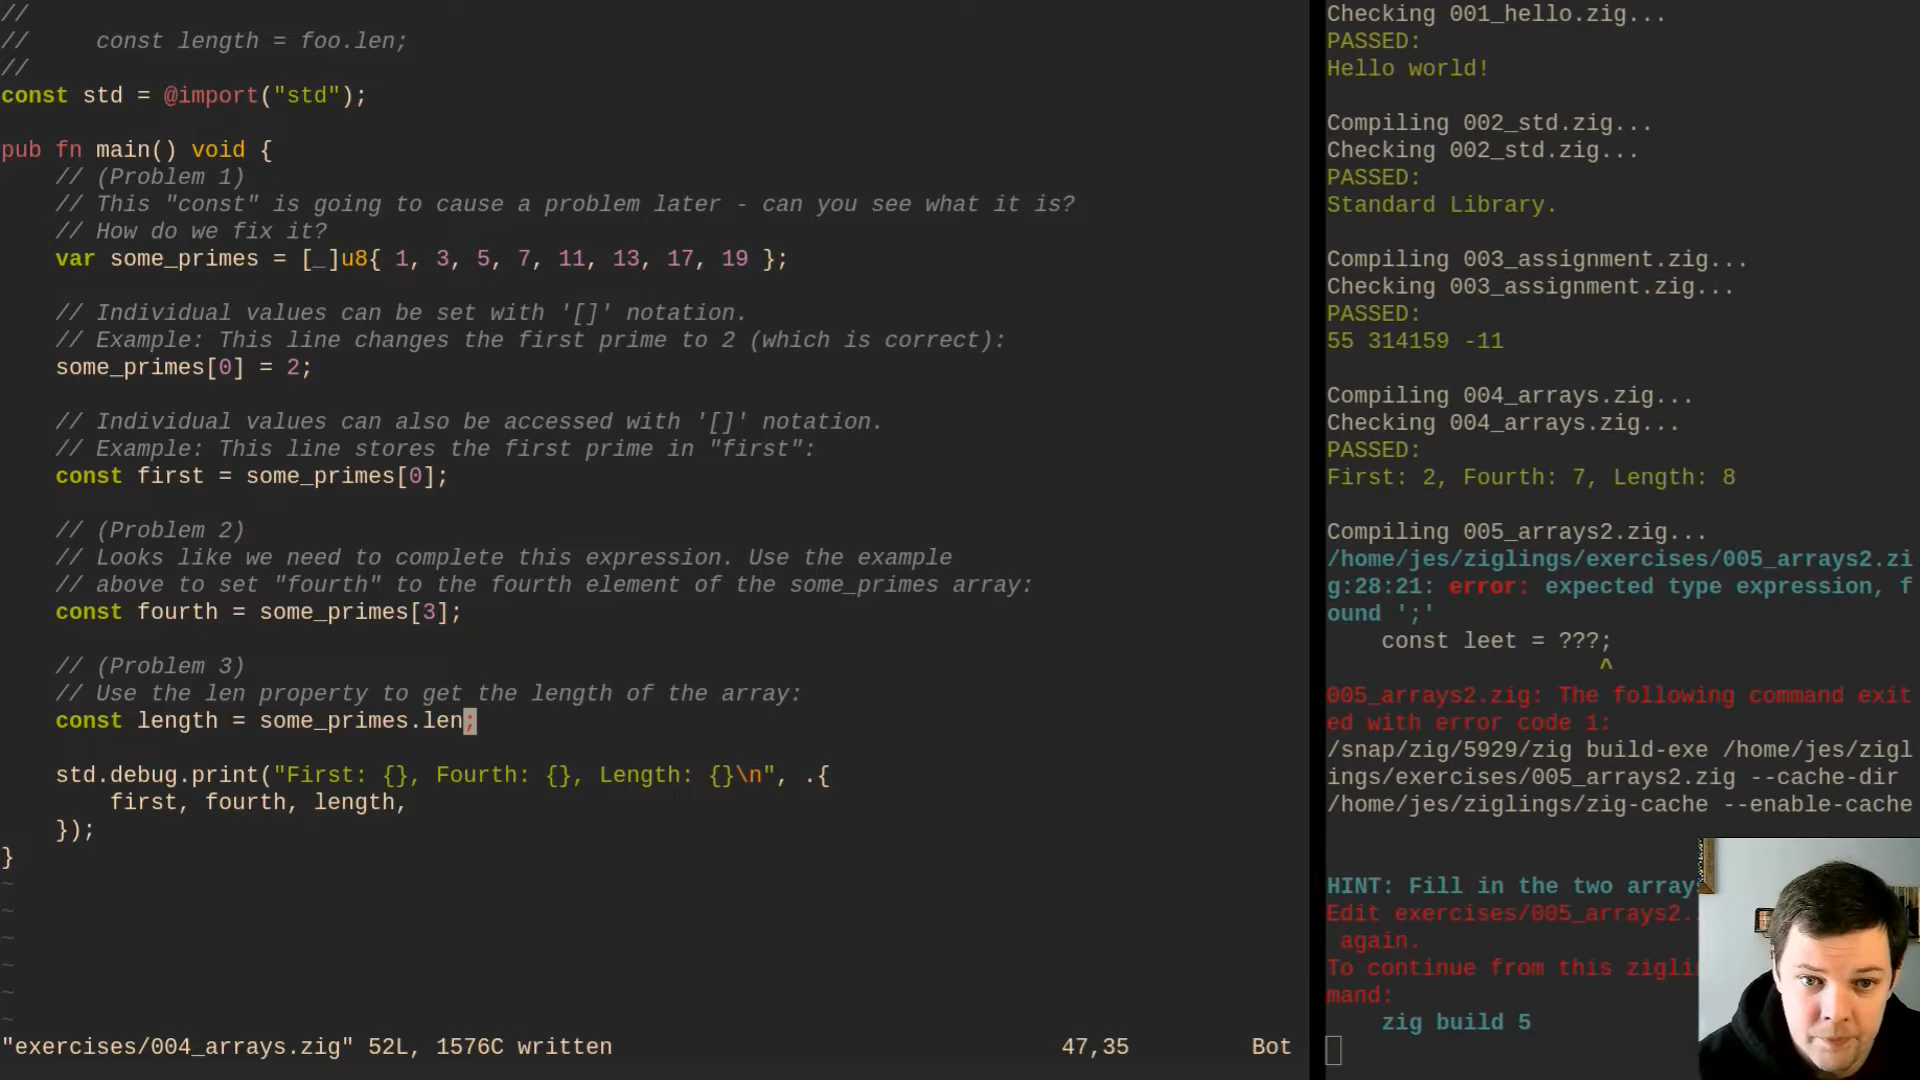 //
//     const length = foo.len;
//
const std = @import("std");
pub fn main() void {
    // (Problem 1)
    // This "const" is going to cause a problem later - can you see what it is?
    // How do we fix it?
    var some_primes = [_]u8{ 1, 3, 5, 7, 11, 13, 17, 19 };
    // Individual values can be set with '[]' notation.
    // Example: This line changes the first prime to 2 (which is correct):
    some_primes[0] = 2;
    // Individual values can also be accessed with '[]' notation.
    // Example: This line stores the first prime in "first":
    const first = some_primes[0];
    // (Problem 2)
    // Looks like we need to complete this expression. Use the example
    // above to set "fourth" to the fourth element of the some_primes array:
    const fourth = some_primes[3];
    // (Problem 3)
    // Use the len property to get the length of the array:
    const length = some_primes.len;
    std.debug.print("First: {}, Fourth: {}, Length: {}\n", .{
        first, fourth, length,
    });
}
~
~
~
~
~
~
"exercises/004_arrays.zig" 52L, 1576C written 47,35 Bot
Checking 001_hello.zig...
PASSED:
Hello world!
Compiling 002_std.zig...
Checking 002_std.zig...
PASSED:
Standard Library.
Compiling 003_assignment.zig...
Checking 003_assignment.zig...
PASSED:
55 314159 -11
Compiling 004_arrays.zig...
Checking 004_arrays.zig...
PASSED:
First: 2, Fourth: 7, Length: 8
Compiling 005_arrays2.zig...
/home/jes/ziglings/exercises/005_arrays2.zi
g:28:21: error: expected type expression, f
ound ';'
    const leet = ???;
^
005_arrays2.zig: The following command exit
ed with error code 1:
/snap/zig/5929/zig build-exe /home/jes/zigl
ings/exercises/005_arrays2.zig --cache-dir
/home/jes/ziglings/zig-cache --enable-cache
HINT: Fill in the two array
Edit exercises/005_arrays2.
 again.
To continue from this zigli
mand:
    zig build 5